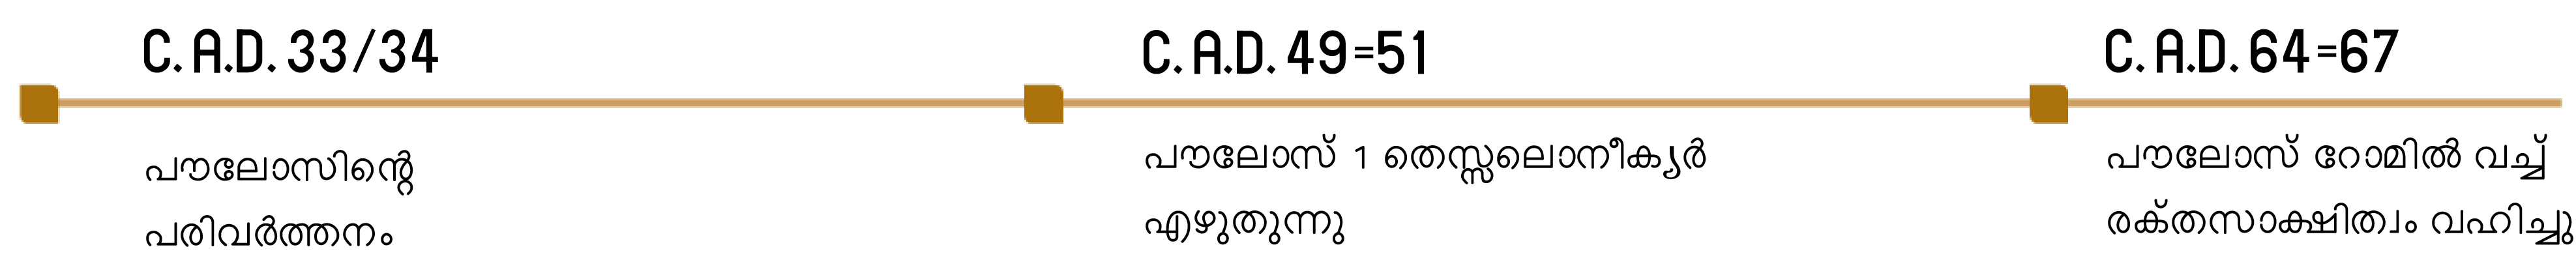 C. A.D. 33/34
പൗലോസിന്റെ
പരിവർത്തനം
C. A.D. 49=51
പൗലോസ് 1 തെസ്സലൊനീക്യർ
എഴുതുന്നു
C. A.D. 64=67
പൗലോസ് റോമിൽ വച്ച്
രക്തസാക്ഷിത്വം വഹിച്ചു